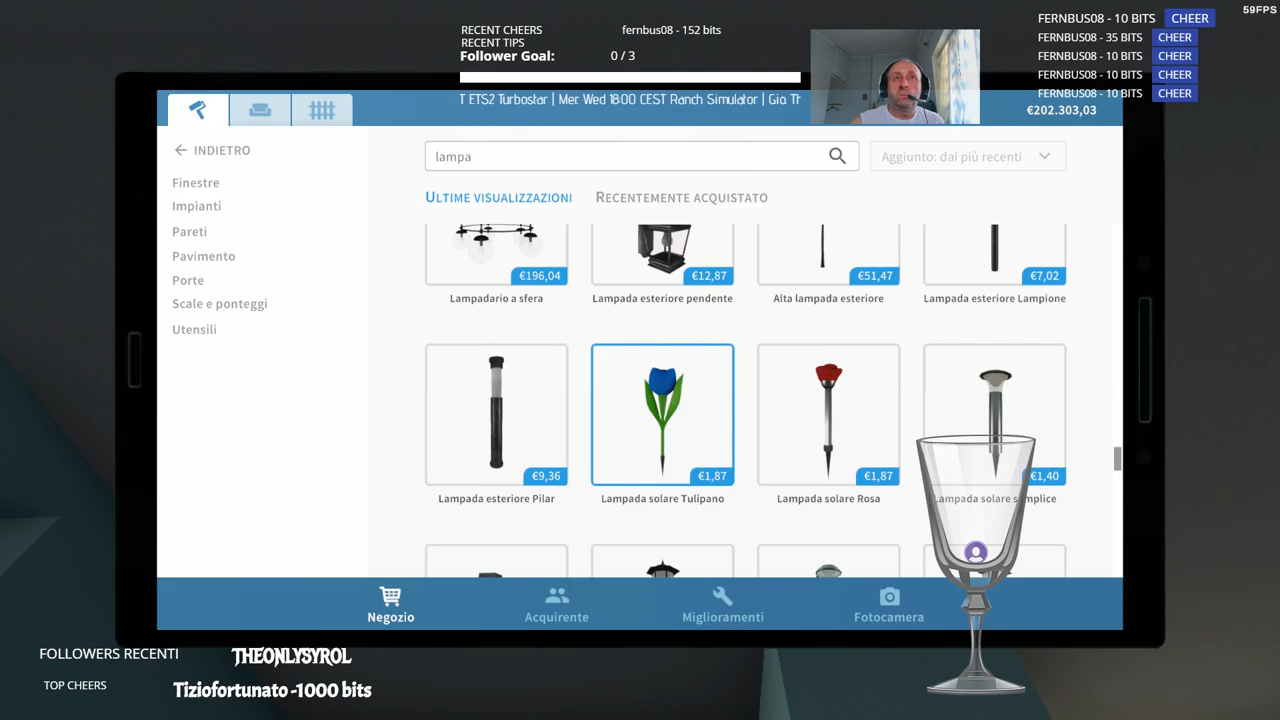 59FPS
RECENT CHEERS fernbus08 - 152 bits
RECENT TIPS
Follower Goal: 0 / 3
T ETS2 Turbostar | Mer Wed 18:00 CEST Ranch Simulator | Gio Th
FERNBUS08 - 10 BITS CHEER
FERNBUS08 - 35 BITS CHEER
FERNBUS08 - 10 BITS CHEER
FERNBUS08 - 10 BITS CHEER
FERNBUS08 - 10 BITS CHEER
€202.303,03
INDIETRO
Finestre
Impianti
Pareti
Pavimento
Porte
Scale e ponteggi
Utensili
lampa
Aggiunto: dai più recenti
ULTIME VISUALIZZAZIONI RECENTEMENTE ACQUISTATO
€196,04 €12,87 €51,47 €7,02
Lampadario a sfera Lampada esteriore pendente Alta lampada esteriore Lampada esteriore Lampione
€9,36 €1,87 €1,87 €1,40
Lampada esteriore Pilar Lampada solare Tulipano Lampada solare Rosa Lampada solare semplice
Negozio Acquirente Miglioramenti Fotocamera
FOLLOWERS RECENTI THEONLYSYROL
TOP CHEERS Tiziofortunato -1000 bits